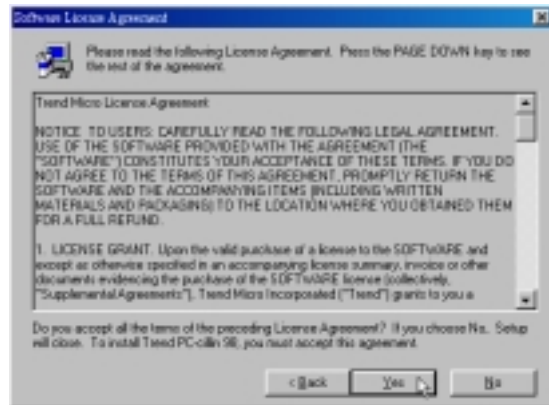 Software License Agreement
Please read the following License Agreement. Press the PAGE DOWN key to see
the rest of the agreement.
Trend Micro License Agreement
NOTICE TO USERS: CAREFULLY READ THE FOLLOWING LEGAL AGREEMENT.
USE OF THE SOFTWARE PROVIDED WITH THE AGREEMENT (THE
"SOFTWARE") CONSTITUTES YOUR ACCEPTANCE OF THESE TERMS. IF YOU DO
NOT AGREE TO THE TERMS OF THIS AGREEMENT, PROMPTLY RETURN THE
SOFTWARE AND THE ACCOMPANYING ITEMS (INCLUDING WRITTEN
MATERIALS AND PACKAGING) TO THE LOCATION WHERE YOU OBTAINED THEM
FOR A FULL REFUND.
1. LICENSE GRANT. Upon the valid purchase of a license to the SOFTWARE and
except as otherwise specified in an accompanying license summary, invoice or other
documents evidencing the purchase of the SOFTWARE license (collectively,
"Supplemental Agreements"), Trend Micro Incorporated ("Trend") grants to you a
Do you accept all the terms of the preceding License Agreement? If you choose No, Setup
will close. To install Trend PC-cillin 98, you must accept this agreement.
< Back Yes No